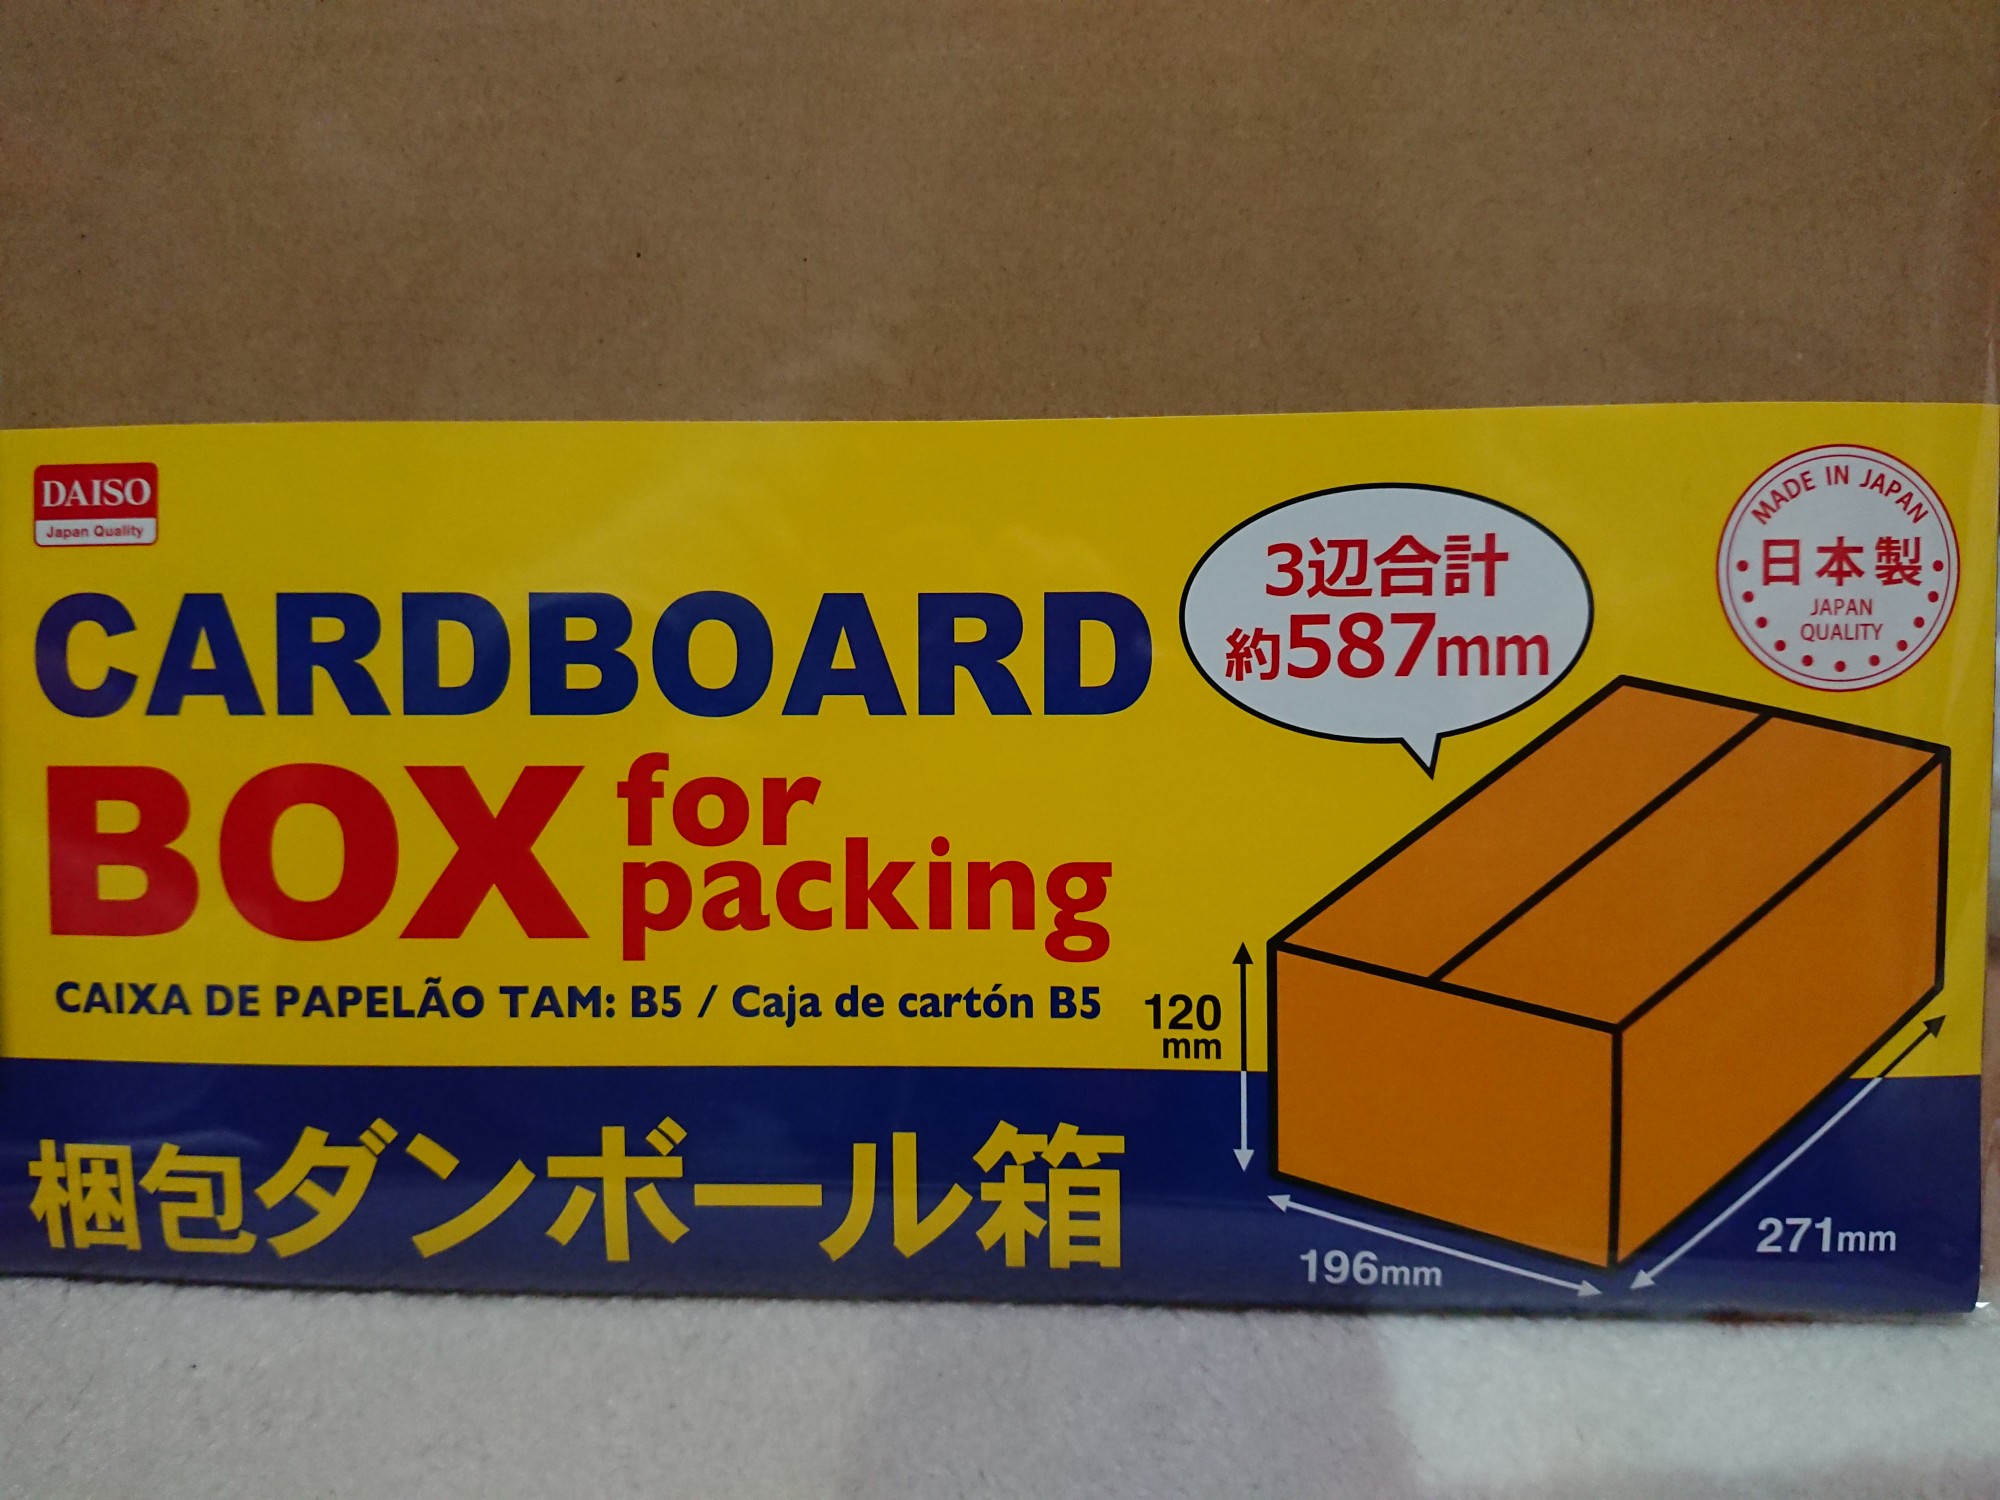 DAISO
Japan Quality
CARDBOARD
BOX for
packing
CAIXA DE PAPELÃO TAM: B5 / Caja de cartón B5
梱包ダンボール箱
3辺合計
約587mm
MADE IN JAPAN
日本製
JAPAN
QUALITY
120
mm
196mm
271mm